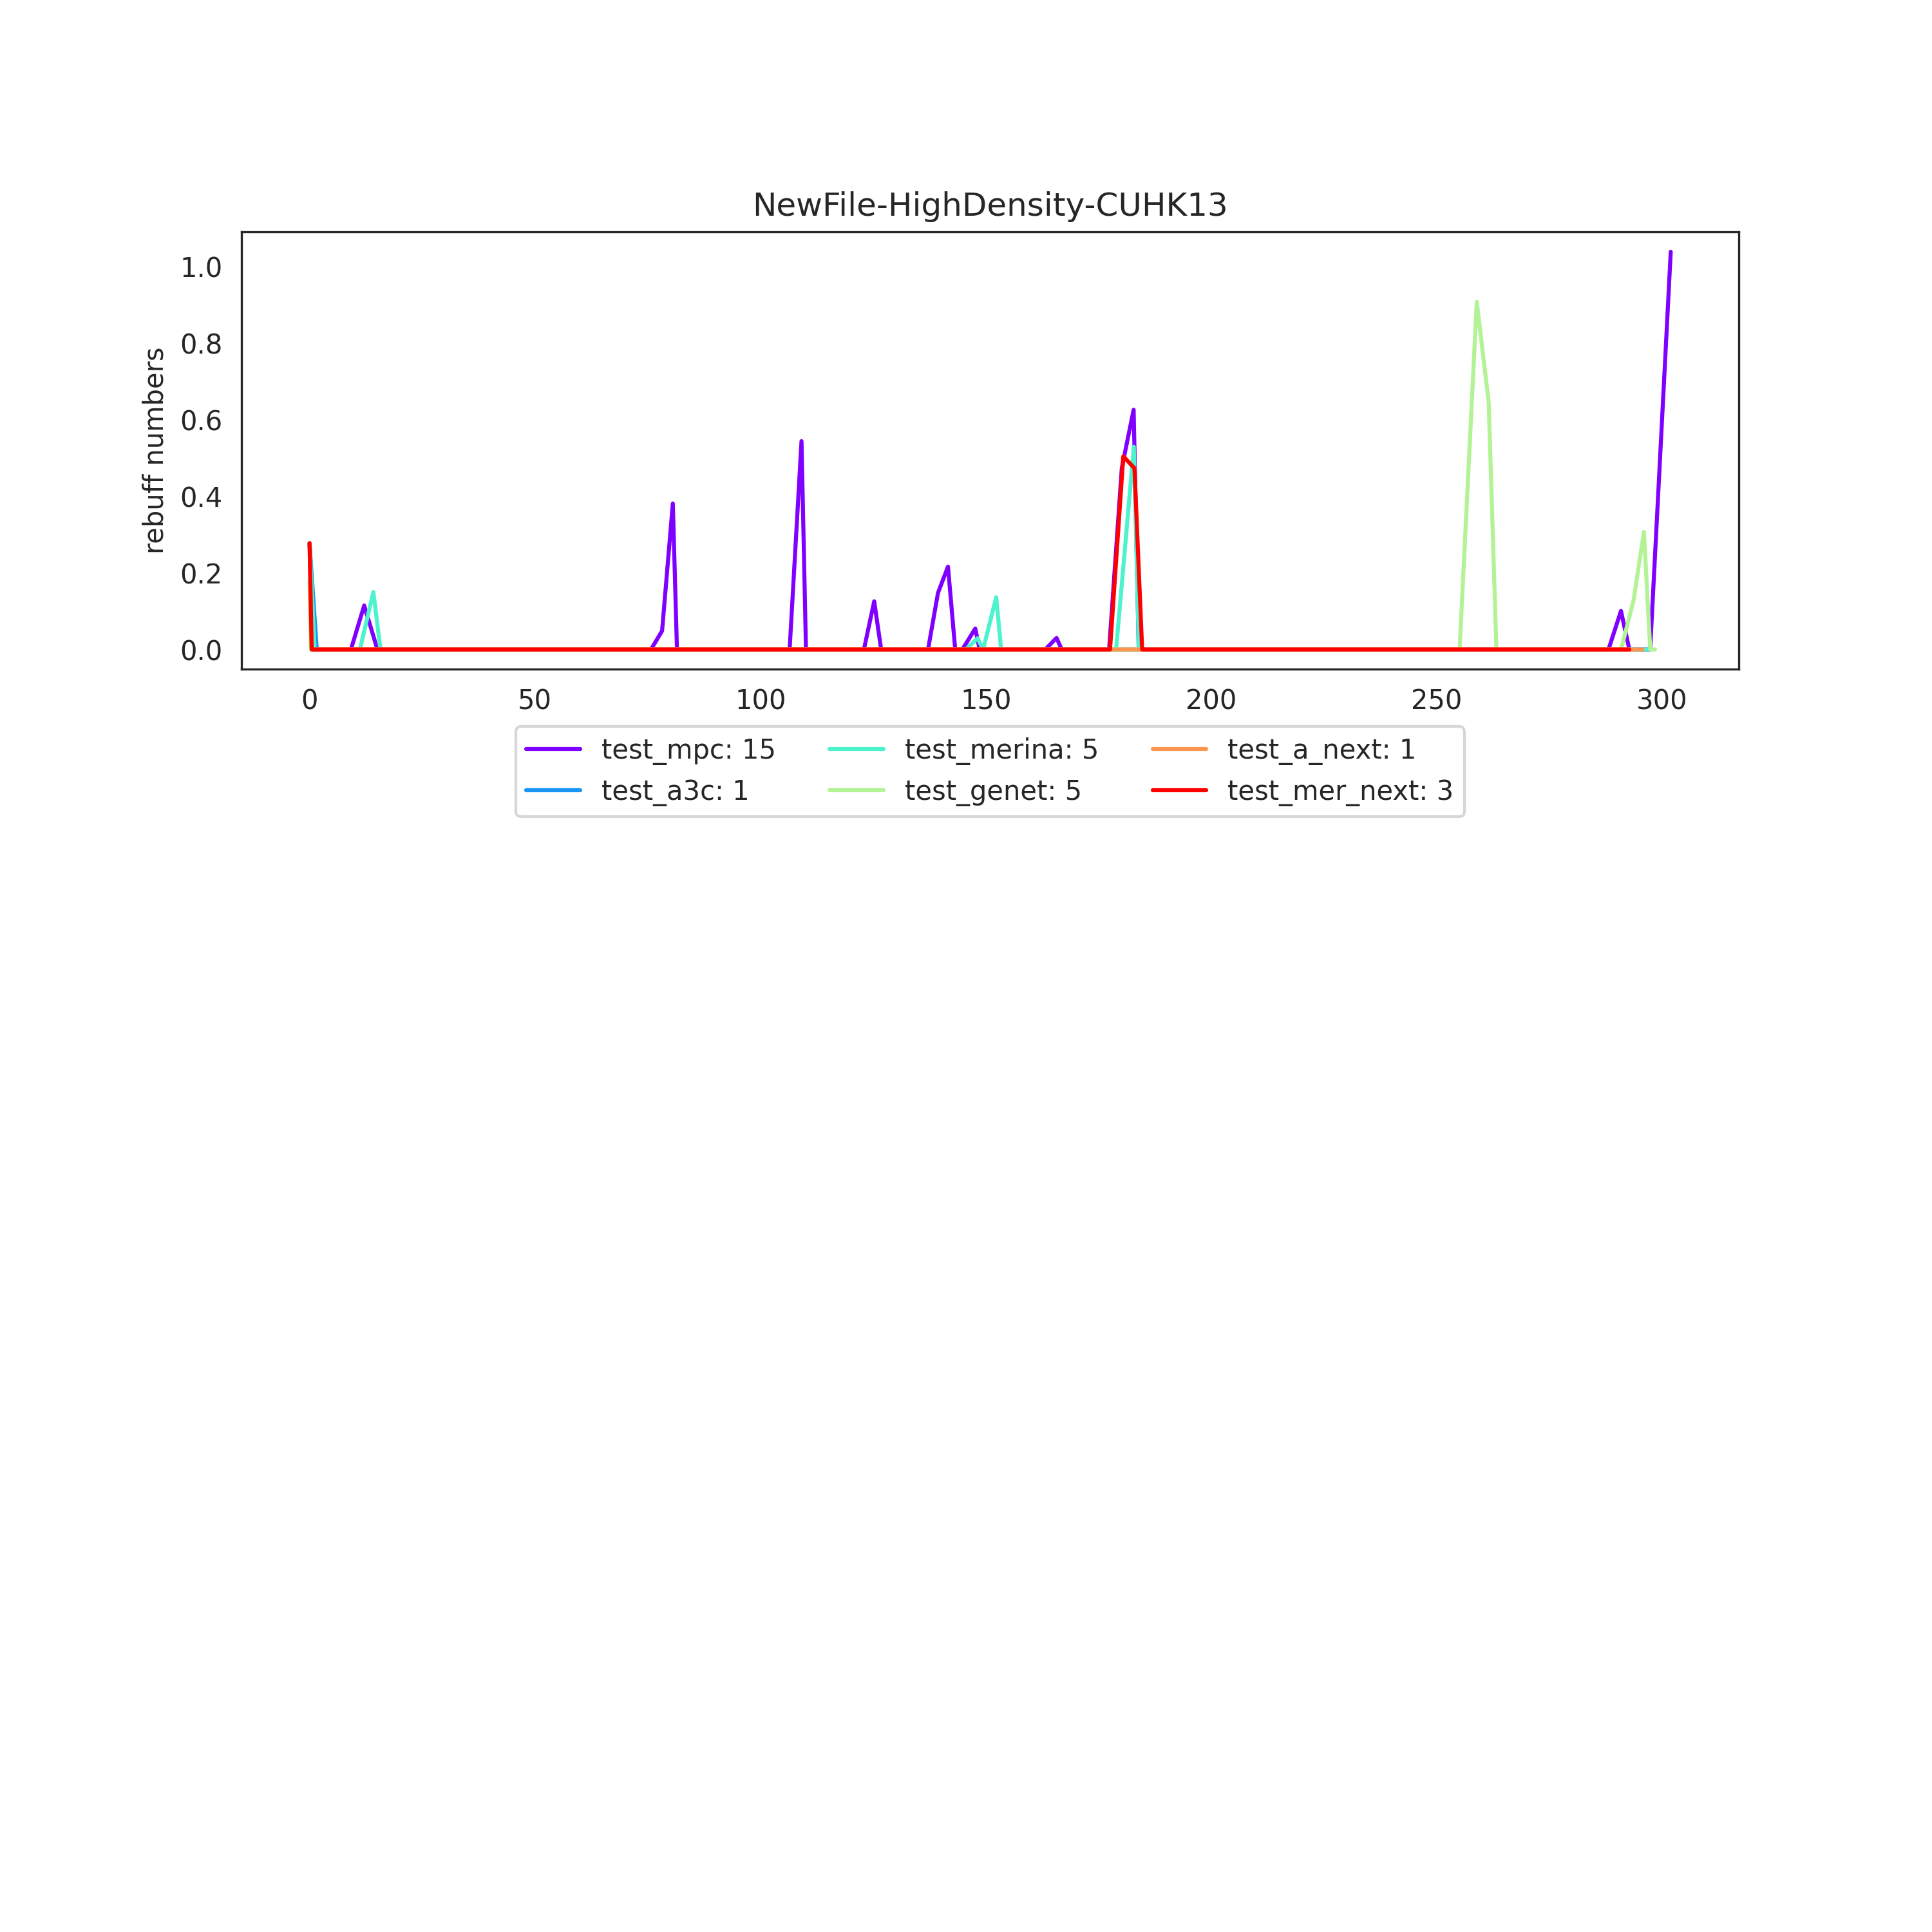 NewFile-HighDensity-CUHK13
rebuff numbers
1.0
0.8
0.6
0.4
0.2
0.0
0 50 100 150 200 250 300
test_mpc: 15 test_merina: 5 test_a_next: 1
test_a3c: 1 test_genet: 5 test_mer_next: 3